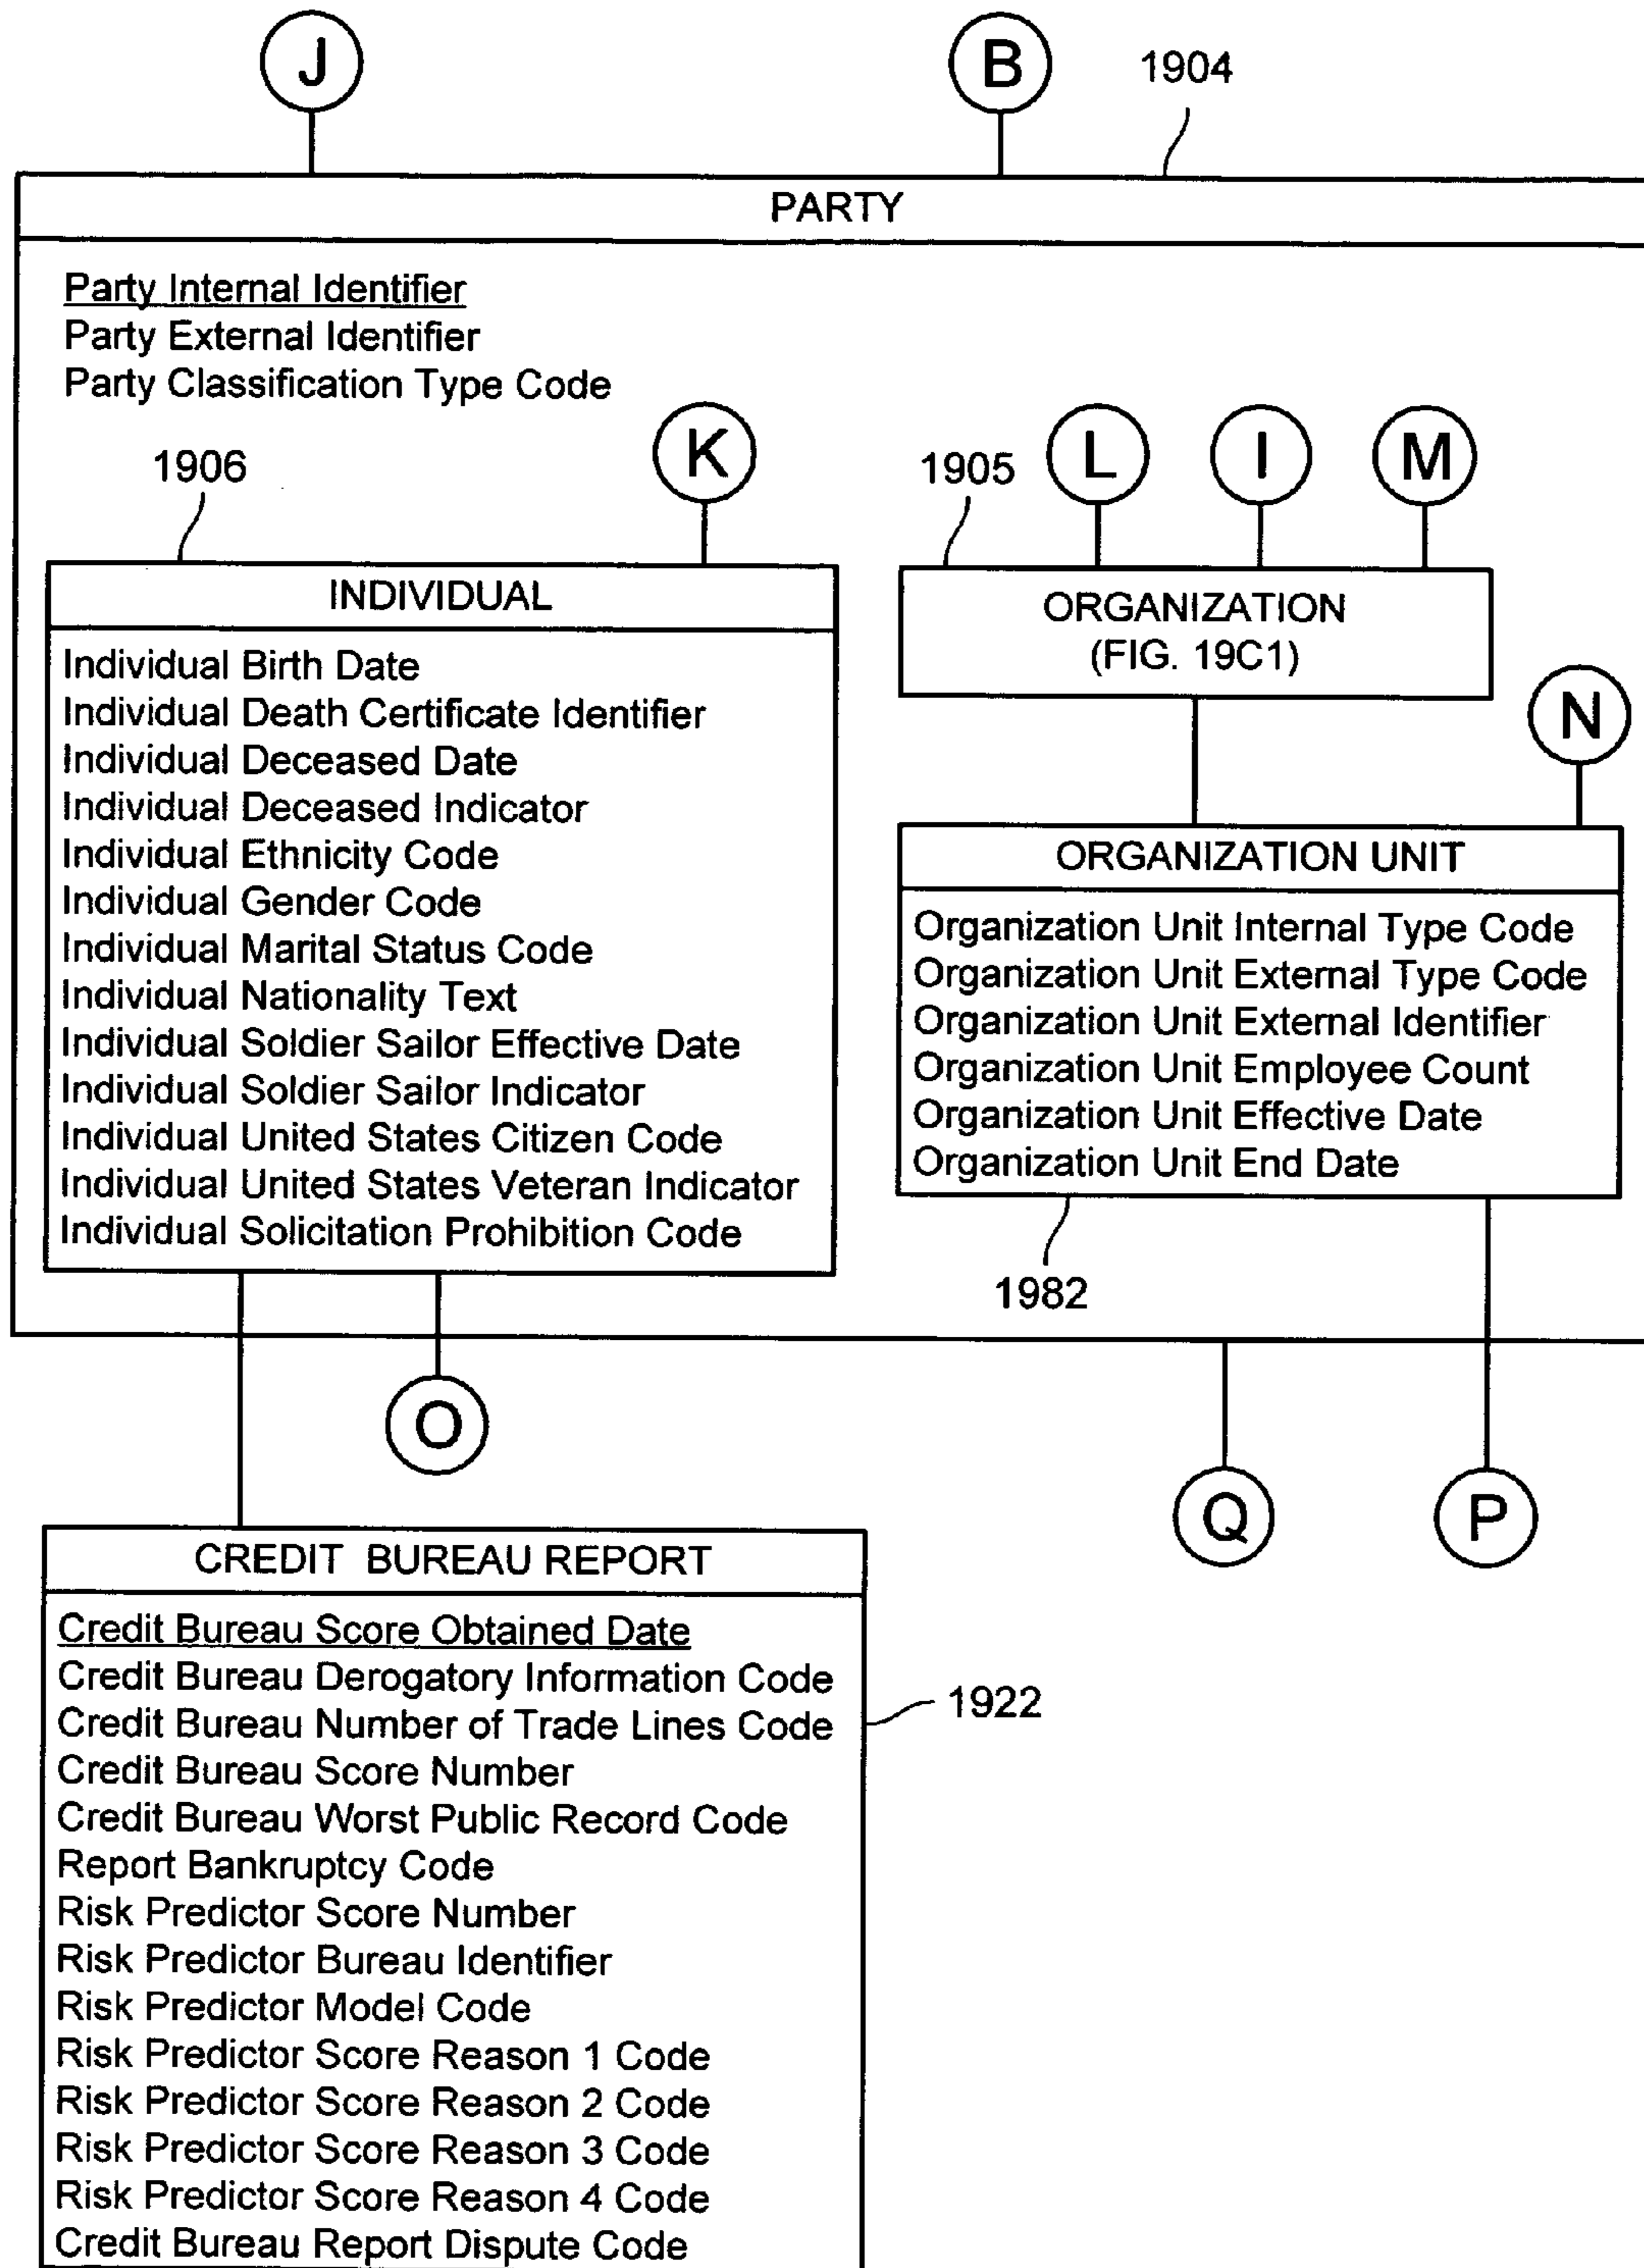 J
B
1904
PARTY
Party Internal Identifier
Party External Identifier
Party Classification Type Code
1906
K
1905
L
I
M
INDIVIDUAL
Individual Birth Date
Individual Death Certificate Identifier
Individual Deceased Date
Individual Deceased Indicator
Individual Ethnicity Code
Individual Gender Code
Individual Marital Status Code
Individual Nationality Text
Individual Soldier Sailor Effective Date
Individual Soldier Sailor Indicator
Individual United States Citizen Code
Individual United States Veteran Indicator
Individual Solicitation Prohibition Code
ORGANIZATION
(FIG. 19C1)
N
ORGANIZATION UNIT
Organization Unit Internal Type Code
Organization Unit External Type Code
Organization Unit External Identifier
Organization Unit Employee Count
Organization Unit Effective Date
Organization Unit End Date
1982
O
Q
P
CREDIT BUREAU REPORT
Credit Bureau Score Obtained Date
Credit Bureau Derogatory Information Code
Credit Bureau Number of Trade Lines Code
Credit Bureau Score Number
Credit Bureau Worst Public Record Code
Report Bankruptcy Code
Risk Predictor Score Number
Risk Predictor Bureau Identifier
Risk Predictor Model Code
Risk Predictor Score Reason 1 Code
Risk Predictor Score Reason 2 Code
Risk Predictor Score Reason 3 Code
Risk Predictor Score Reason 4 Code
Credit Bureau Report Dispute Code
1922